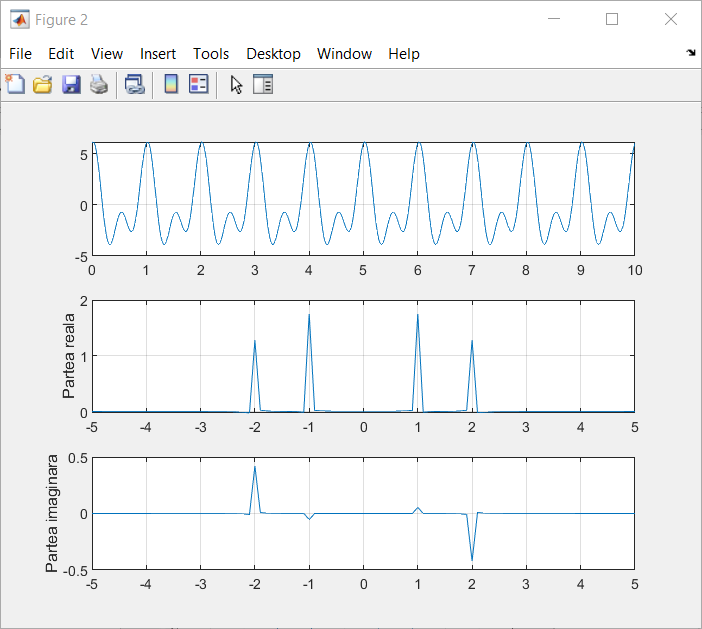 Figure 2
File Edit View Insert Tools Desktop Window Help
5
0
-5
0 1 2 3 4 5 6 7 8 9 10
Partea reala
2
1
0
-5 -4 -3 -2 -1 0 1 2 3 4 5
Partea imaginara
0.5
0
-0.5
-5 -4 -3 -2 -1 0 1 2 3 4 5